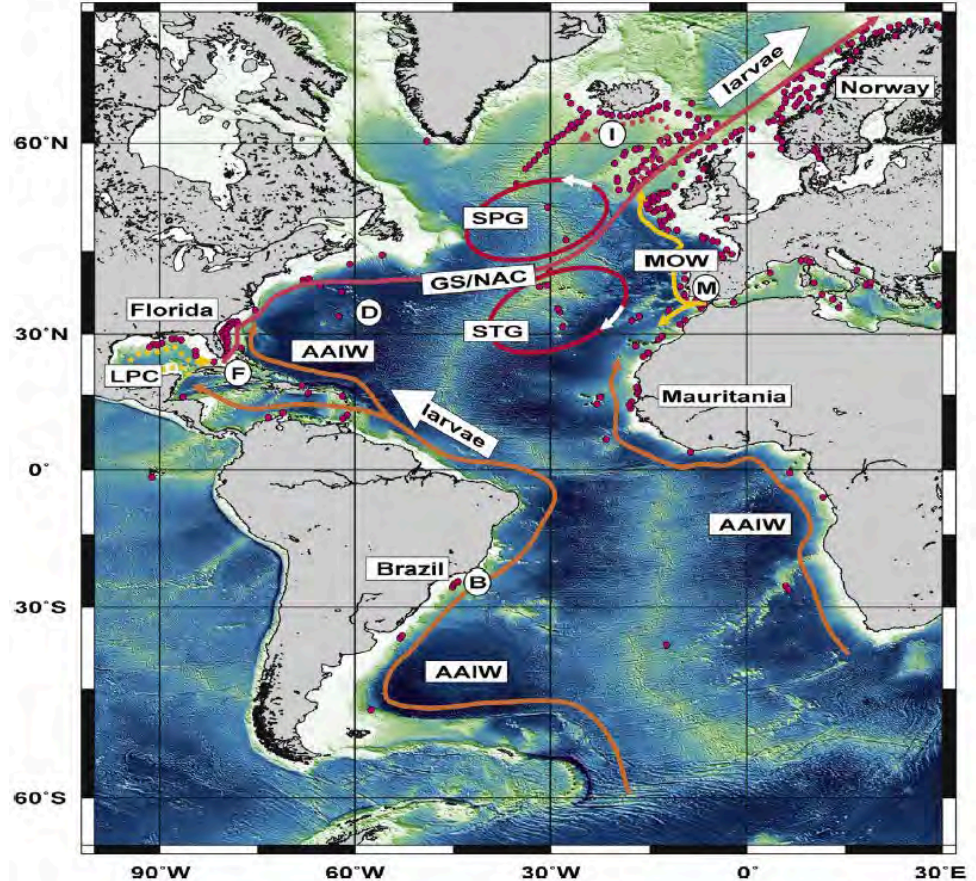 larvae
Norway
60°N
I
SPG
MOW
GS/NAC
M
Florida
D
30°N
STG
AAIW
F
LPC
larvae
Mauritania
0°
AAIW
Brazil
B
30°S
AAIW
60°S
90°W
60°W
30°W
0°
30°E